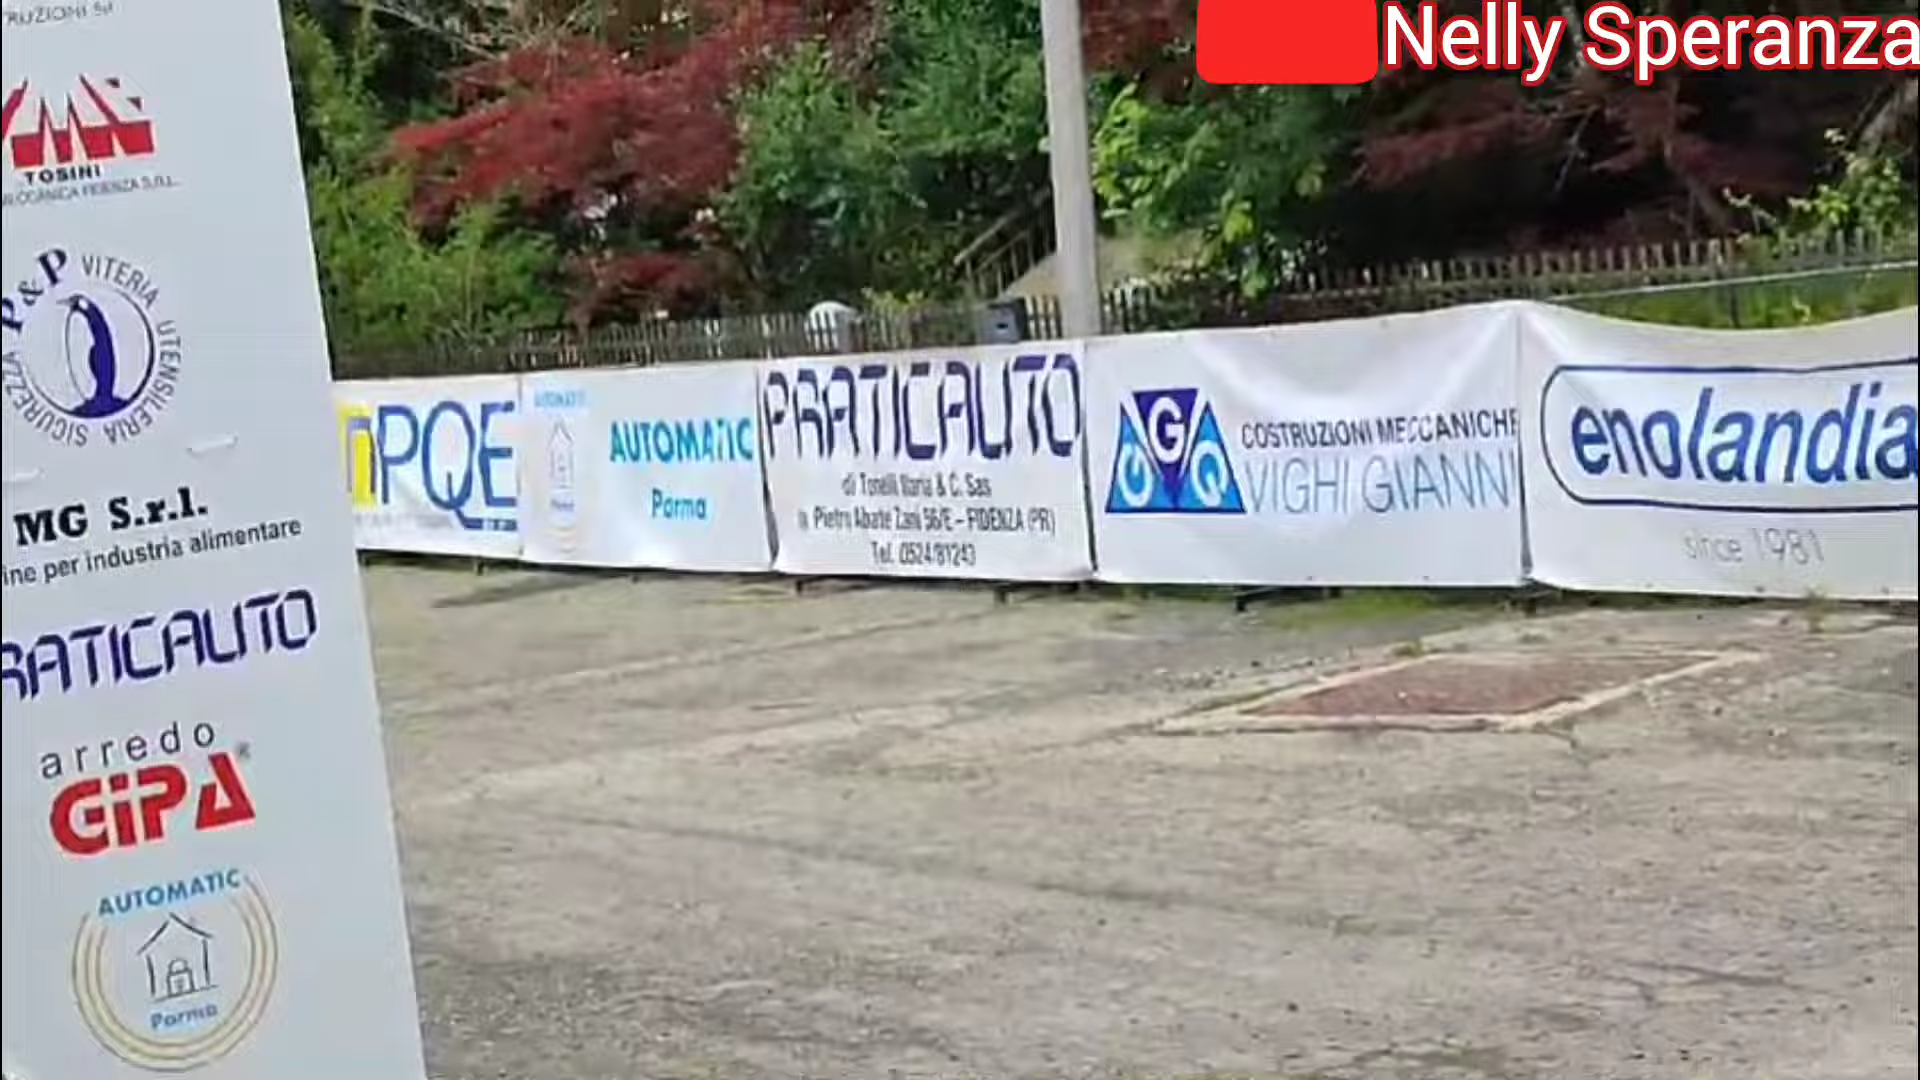 Nelly Speranza
TOSINI
P&P VITERIA UTENSILERIA SICUREZZA
MG S.r.l.
ine per industria alimentare
RATICAUTO
arredo
GiPA
AUTOMATIC
Parma
PQE
AUTOMATIC
Parma
PRATICAUTO
di Tonelli Ilaria & C. Sas
Pietro Abate Zani 56/E - FIDENZA (PR)
Tel. 0524/81243
GGQ
COSTRUZIONI MECCANICHE
VIGHI GIANNI
enolandia
since 1981